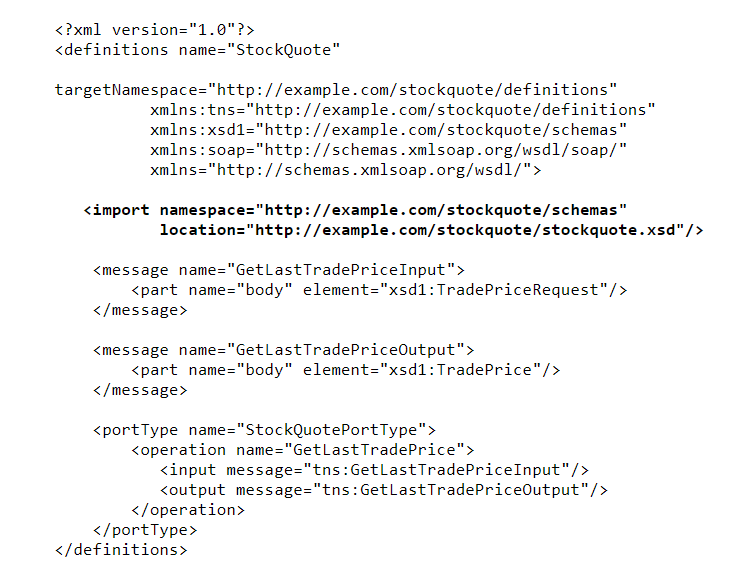 <?xml version="1.0"?>
<definitions name="StockQuote"
targetNamespace="http://example.com/stockquote/definitions"
xmlns:tns="http://example.com/stockquote/definitions"
xmlns:xsd1="http://example.com/stockquote/schemas"
xmlns:soap="http://schemas.xmlsoap.org/wsdl/soap/"
xmlns="http://schemas.xmlsoap.org/wsdl/">
<import namespace="http://example.com/stockquote/schemas"
location="http://example.com/stockquote/stockquote.xsd"/>
<message name="GetLastTradePriceInput">
<part name="body" element="xsd1:TradePriceRequest"/>
</message>
<message name="GetLastTradePriceOutput">
<part name="body" element="xsd1:TradePrice"/>
</message>
<portType name="StockQuotePortType">
<operation name="GetLastTradePrice">
<input message="tns:GetLastTradePriceInput"/>
<output message="tns:GetLastTradePriceOutput"/>
</operation>
</portType>
</definitions>